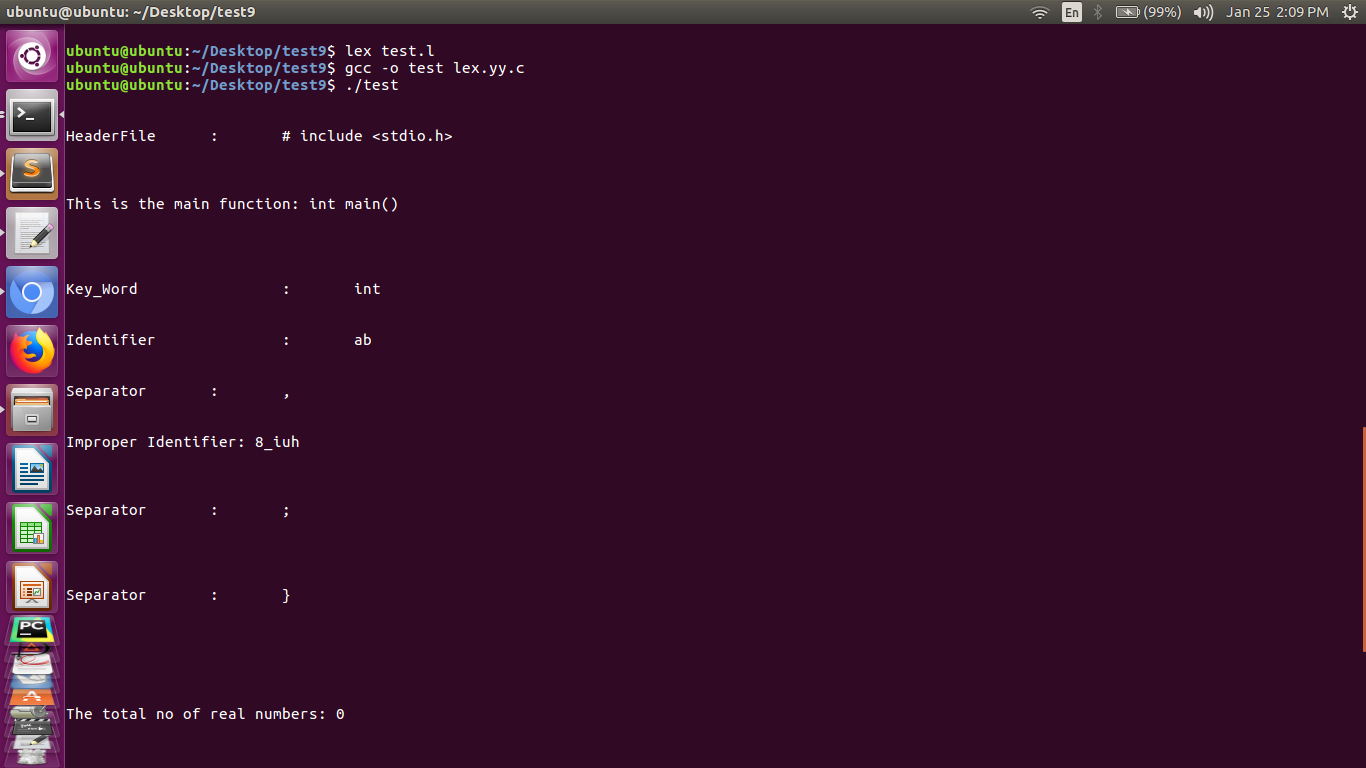 ubuntu@ubuntu: ~/Desktop/test9
En
(99%)
Jan 25 2:09 PM
ubuntu@ubuntu:~/Desktop/test9$ lex test.l
ubuntu@ubuntu:~/Desktop/test9$ gcc -o test lex.yy.c
ubuntu@ubuntu:~/Desktop/test9$ ./test
HeaderFile : # include <stdio.h>
This is the main function: int main()
Key_Word : int
Identifier : ab
Separator : ,
Improper Identifier: 8_iuh
Separator : ;
Separator : }
The total no of real numbers: 0
>_
S
PC